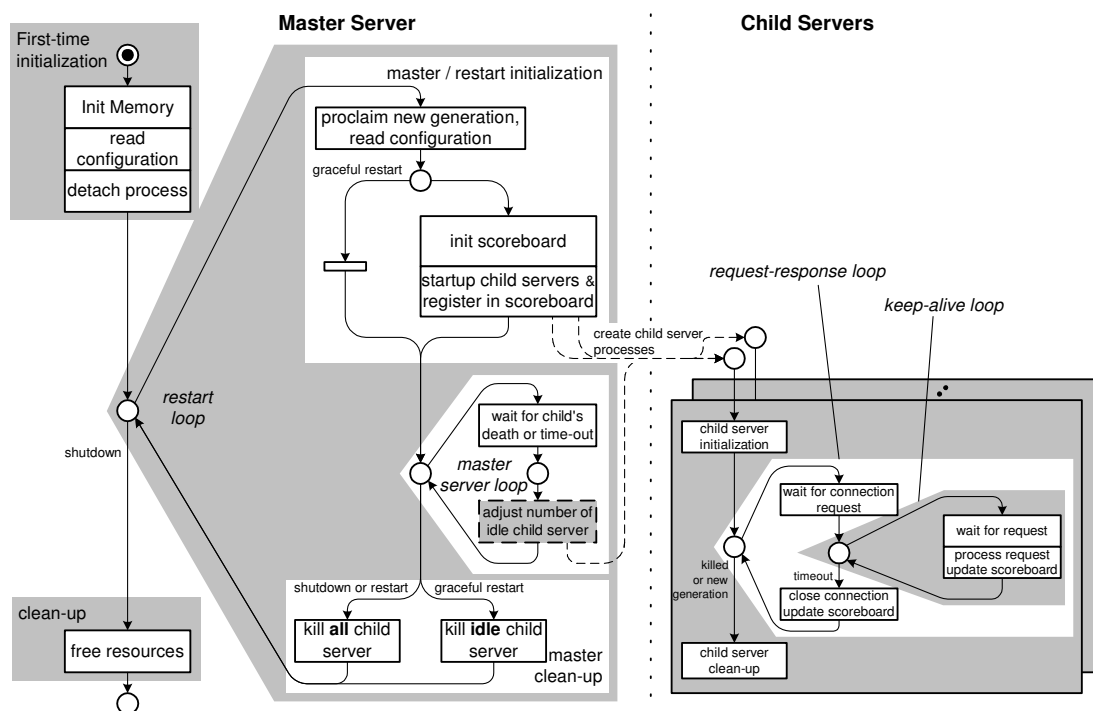 Master Server
Child Servers
First-time
initialization
Init Memory
read
configuration
detach process
master / restart initialization
proclaim new generation,
read configuration
graceful restart
init scoreboard
startup child servers &
register in scoreboard
create child server
processes
request-response loop
keep-alive loop
restart
loop
shutdown
wait for child's
death or time-out
master
server loop
adjust number of
idle child server
child server
initialization
wait for connection
request
wait for request
process request
update scoreboard
killed
or new
generation
timeout
close connection
update scoreboard
child server
clean-up
shutdown or restart
graceful restart
kill all child
server
kill idle child
server
master
clean-up
clean-up
free resources